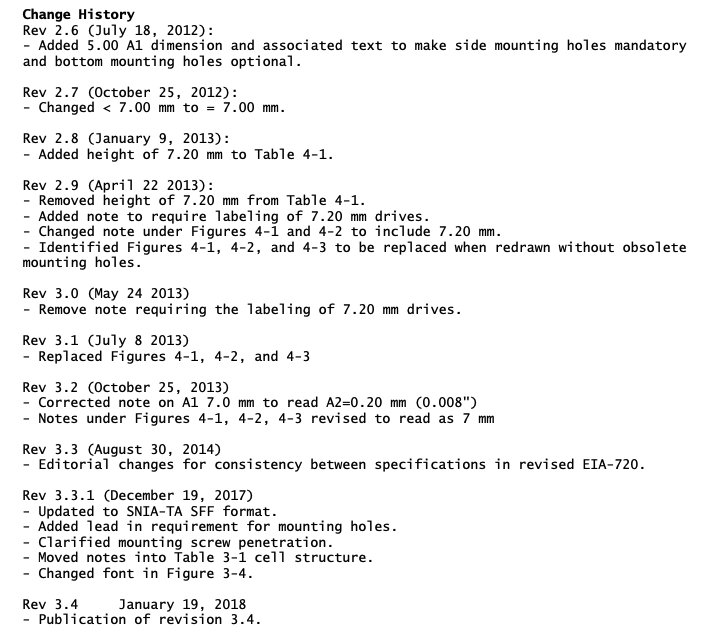 Change History
Rev 2.6 (July 18, 2012):
- Added 5.00 A1 dimension and associated text to make side mounting holes mandatory
and bottom mounting holes optional.
Rev 2.7 (October 25, 2012):
- Changed < 7.00 mm to = 7.00 mm.
Rev 2.8 (January 9, 2013):
- Added height of 7.20 mm to Table 4-1.
Rev 2.9 (April 22 2013):
- Removed height of 7.20 mm from Table 4-1.
- Added note to require labeling of 7.20 mm drives.
- Changed note under Figures 4-1 and 4-2 to include 7.20 mm.
- Identified Figures 4-1, 4-2, and 4-3 to be replaced when redrawn without obsolete
mounting holes.
Rev 3.0 (May 24 2013)
- Remove note requiring the labeling of 7.20 mm drives.
Rev 3.1 (July 8 2013)
- Replaced Figures 4-1, 4-2, and 4-3
Rev 3.2 (October 25, 2013)
- Corrected note on A1 7.0 mm to read A2=0.20 mm (0.008")
- Notes under Figures 4-1, 4-2, 4-3 revised to read as 7 mm
Rev 3.3 (August 30, 2014)
- Editorial changes for consistency between specifications in revised EIA-720.
Rev 3.3.1 (December 19, 2017)
- Updated to SNIA-TA SFF format.
- Added lead in requirement for mounting holes.
- Clarified mounting screw penetration.
- Moved notes into Table 3-1 cell structure.
- Changed font in Figure 3-4.
Rev 3.4 January 19, 2018
- Publication of revision 3.4.